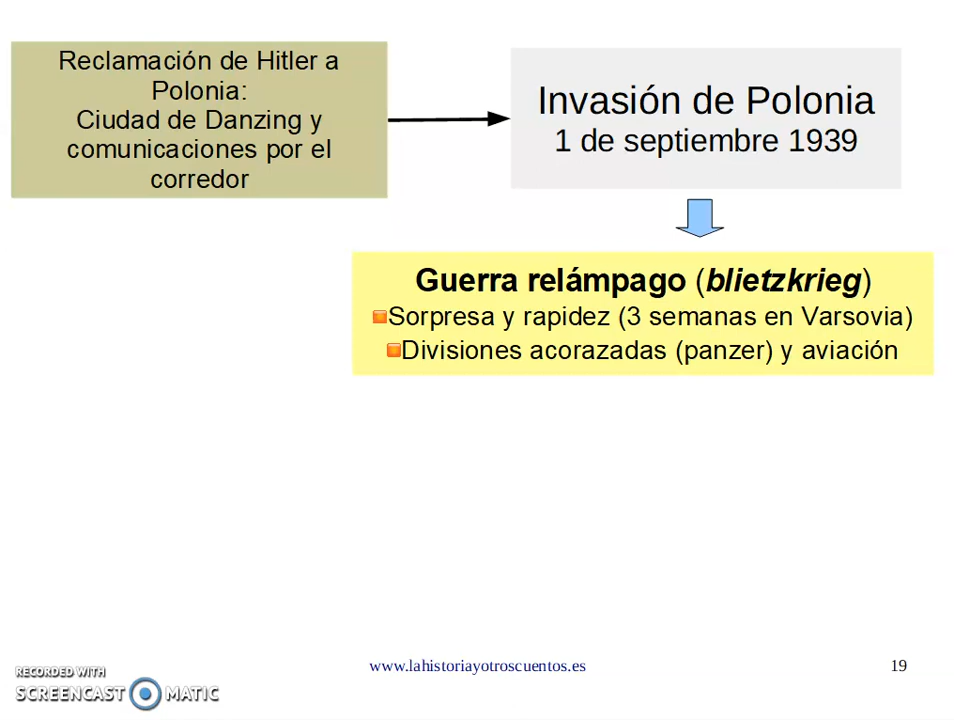 Reclamación de Hitler a
Polonia:
Ciudad de Danzing y
comunicaciones por el
corredor
Invasión de Polonia
1 de septiembre 1939
Guerra relámpago (blietzkrieg)
Sorpresa y rapidez (3 semanas en Varsovia)
Divisiones acorazadas (panzer) y aviación
www.lahistoriayotroscuentos.es
19
RECORDED WITH
SCREENCAST MATIC